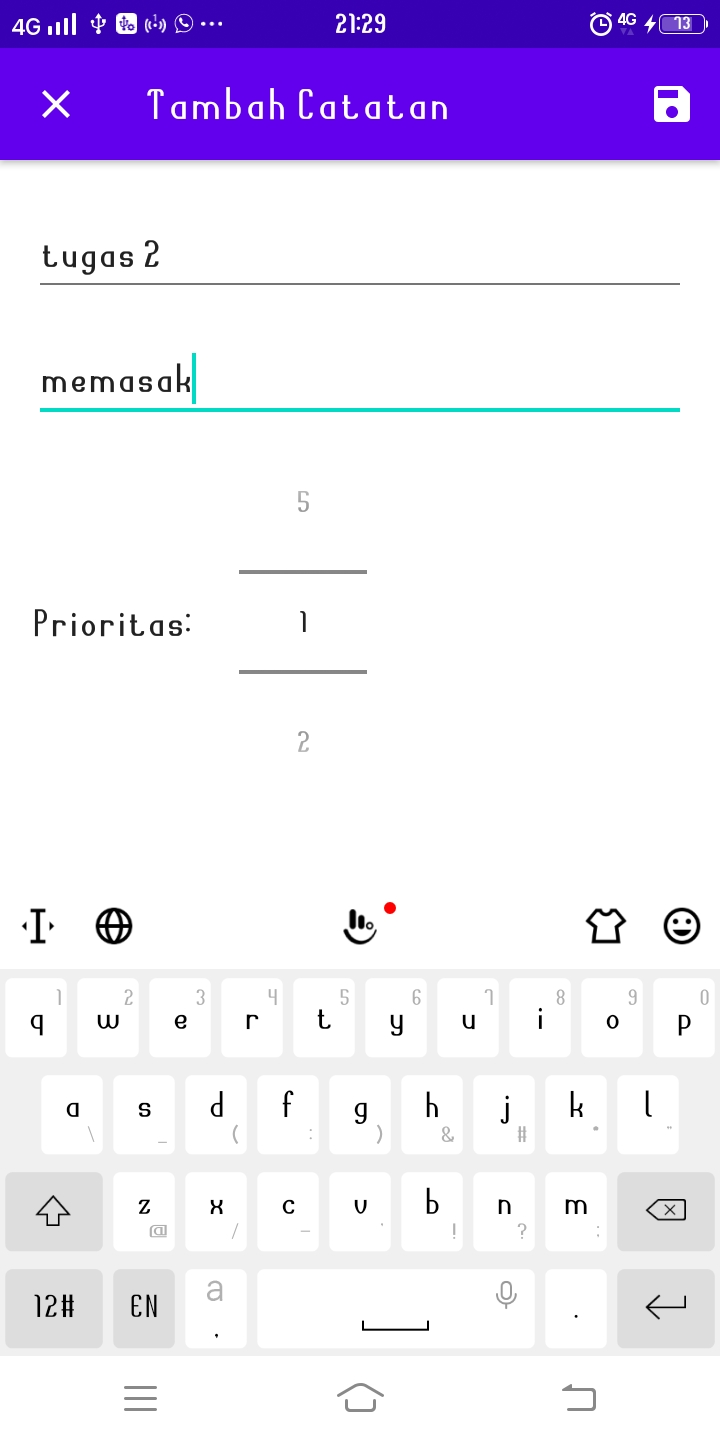 4G 21:29 4G 73
Tambah Catatan
tugas 2
memasak
5
Prioritas: 1
2
1 2 3 4 5 6 7 8 9 0
q w e r t y u i o p
a s d f g h j k l
\ _ ( : ) & # • "
z x c v b n m
@ / – ' ! ? ;
12# EN a , .